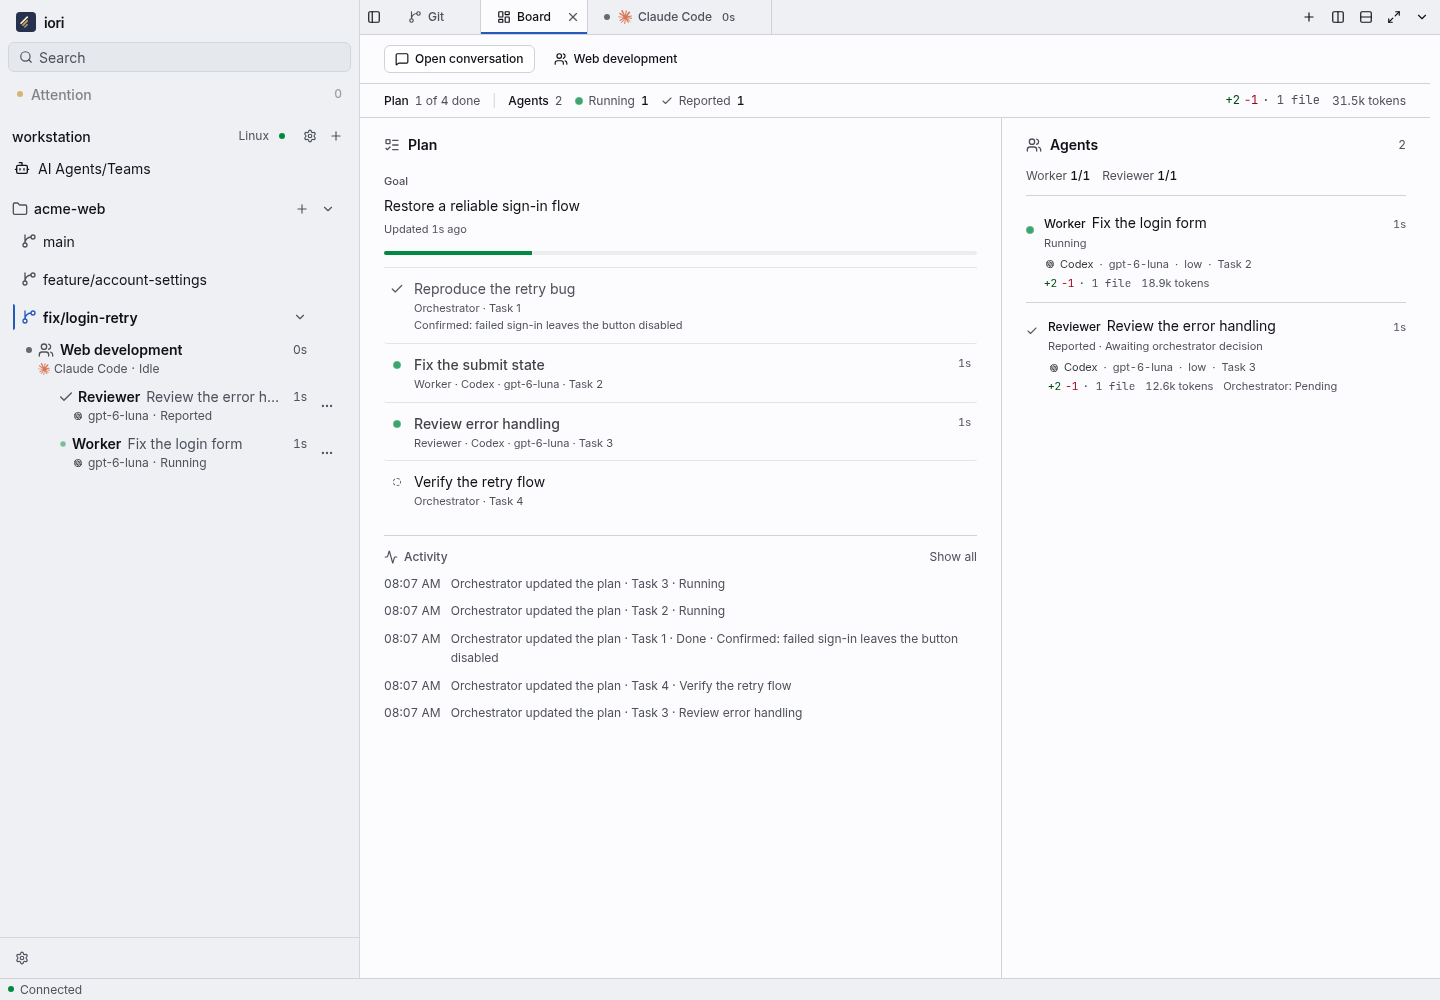 iori
Search
Attention 0
workstation Linux
AI Agents/Teams
acme-web
main
feature/account-settings
fix/login-retry
Web development 0s
Claude Code · Idle
Reviewer Review the error h... 1s
gpt-6-luna · Reported
Worker Fix the login form 1s
gpt-6-luna · Running
Connected
Git
Board
Claude Code 0s
Open conversation
Web development
Plan 1 of 4 done
Agents 2
Running 1
Reported 1
+2 -1 · 1 file 31.5k tokens
Plan
Goal
Restore a reliable sign-in flow
Updated 1s ago
Reproduce the retry bug
Orchestrator · Task 1
Confirmed: failed sign-in leaves the button disabled
Fix the submit state 1s
Worker · Codex · gpt-6-luna · Task 2
Review error handling 1s
Reviewer · Codex · gpt-6-luna · Task 3
Verify the retry flow
Orchestrator · Task 4
Activity Show all
08:07 AM Orchestrator updated the plan · Task 3 · Running
08:07 AM Orchestrator updated the plan · Task 2 · Running
08:07 AM Orchestrator updated the plan · Task 1 · Done · Confirmed: failed sign-in leaves the button
disabled
08:07 AM Orchestrator updated the plan · Task 4 · Verify the retry flow
08:07 AM Orchestrator updated the plan · Task 3 · Review error handling
Agents 2
Worker 1/1 Reviewer 1/1
Worker Fix the login form 1s
Running
Codex · gpt-6-luna · low · Task 2
+2 -1 · 1 file 18.9k tokens
Reviewer Review the error handling 1s
Reported · Awaiting orchestrator decision
Codex · gpt-6-luna · low · Task 3
+2 -1 · 1 file 12.6k tokens Orchestrator: Pending